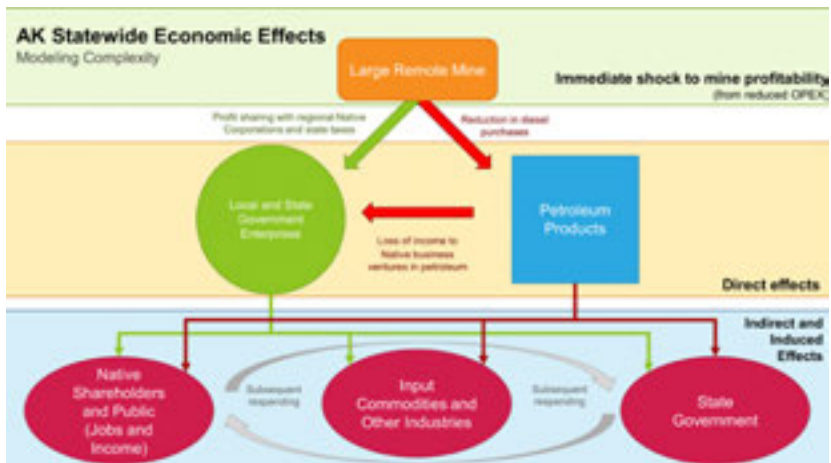 AK Statewide Economic Effects
Modeling Complexity
Large Remote Mine
Immediate shock to mine profitability
(from reduced OPEX)
Profit sharing with regional Native
Corporations and state taxes
Reduction in diesel
purchases
Local and State
Government
Enterprises
Petroleum
Products
Loss of income to
Native business
ventures in petroleum
Direct effects
Indirect and
Induced
Effects
Native
Shareholders
and Public
(Jobs and
Income)
Subsequent
respending
Input
Commodities and
Other Industries
Subsequent
respending
State
Government